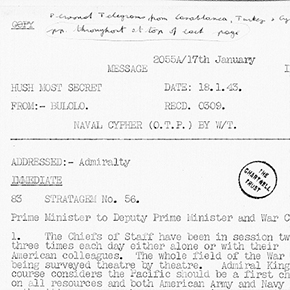 Personal Telegrams from Casablanca, Turkey &
COPY
pp. throughout at top of each page
2055A/17th January
MESSAGE I
HUSH MOST SECRET DATE: 18.1.43.
FROM:- BULOLO. RECD. 0309.
NAVAL CYPHER (O.T.P.) BY W/T.
ADDRESSED:- Admiralty
IMMEDIATE
THE CHARTWELL TRUST
83 STRATAGEM No. 56.
Prime Minister to Deputy Prime Minister and War C
1. The Chiefs of Staff have been in session tw
three times each day either alone or with their
American colleagues. The whole field of the War
being surveyed theatre by theatre. Admiral King
course considers the Pacific should be a first ch
on all resources and both American Army and Navy